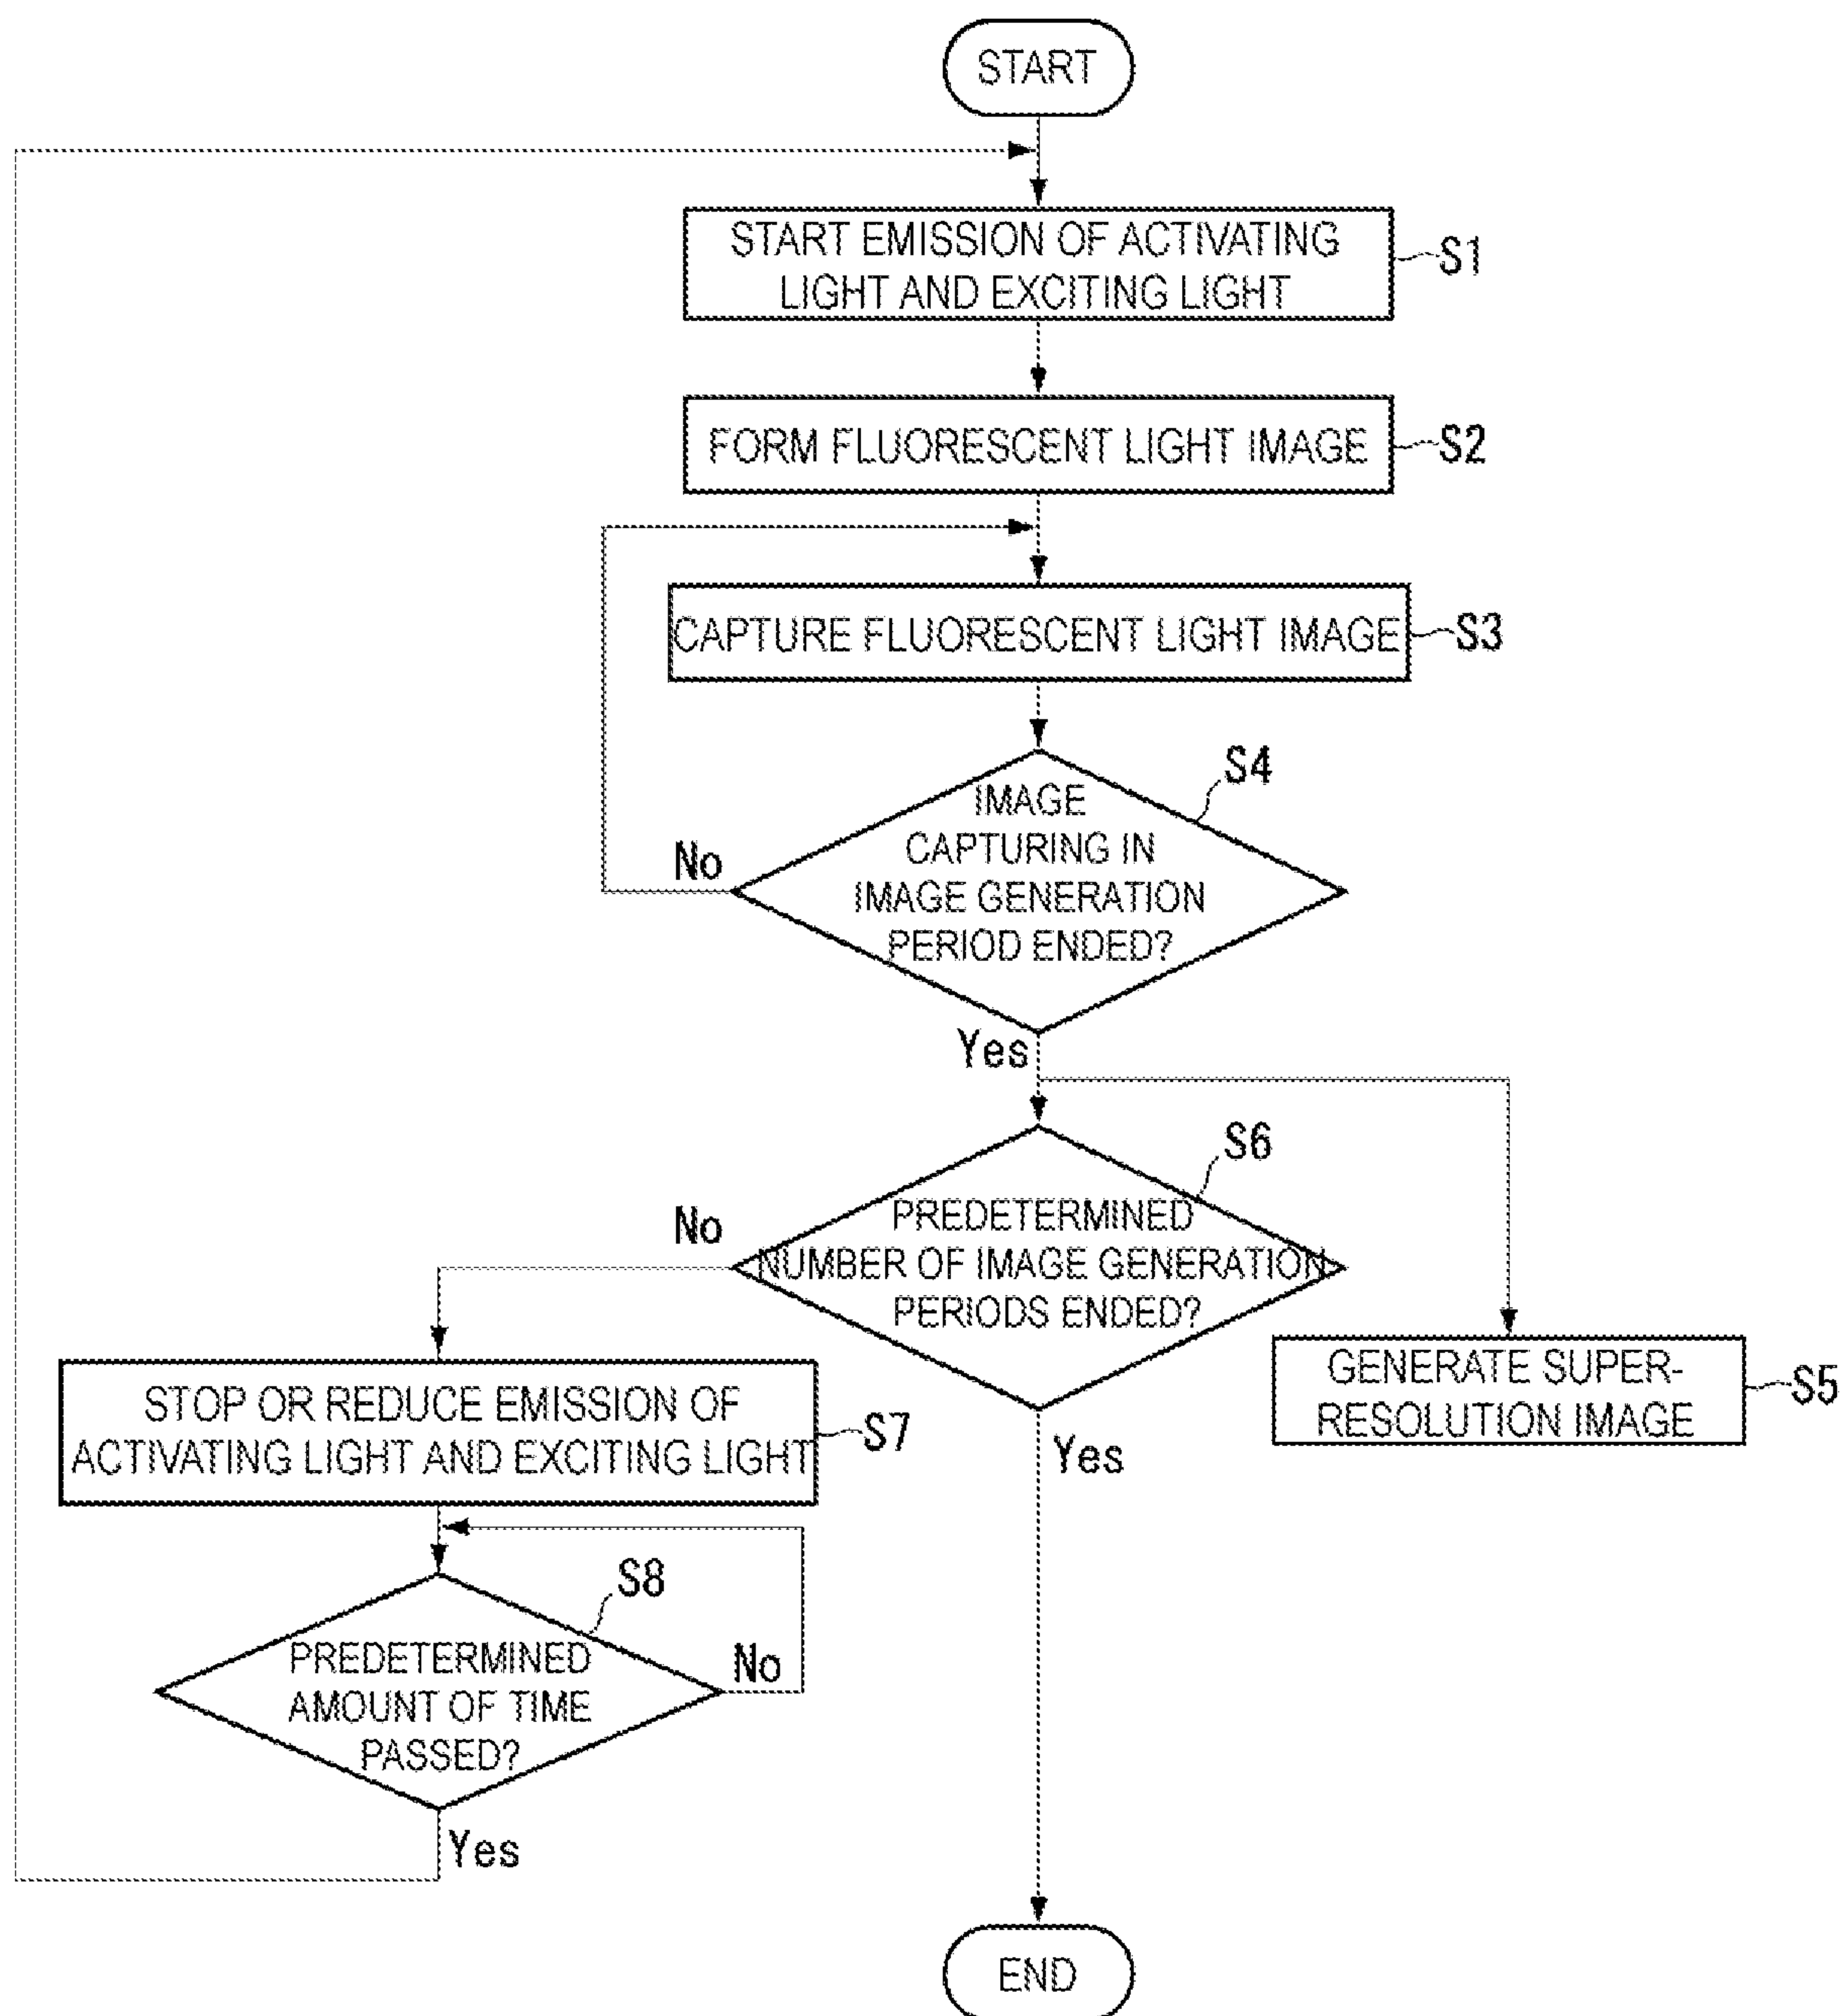 START
START EMISSION OF ACTIVATING
LIGHT AND EXCITING LIGHT
S1
FORM FLUORESCENT LIGHT IMAGE
S2
CAPTURE FLUORESCENT LIGHT IMAGE
S3
S4
IMAGE
CAPTURING IN
IMAGE GENERATION
PERIOD ENDED?
No
Yes
S6
PREDETERMINED
NUMBER OF IMAGE GENERATION
PERIODS ENDED?
No
Yes
GENERATE SUPER-
RESOLUTION IMAGE
S5
STOP OR REDUCE EMISSION OF
ACTIVATING LIGHT AND EXCITING LIGHT
S7
S8
PREDETERMINED
AMOUNT OF TIME
PASSED?
No
Yes
END